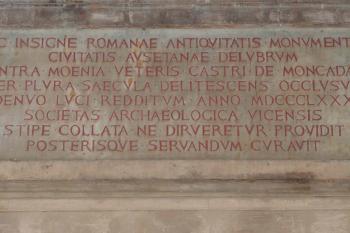 C INSIGNE ROMANAE ANTIQVITATIS MONVMENT
CIVITATIS AVSETANAE DELVBRVM
NTRA MOENIA VETERIS CASTRI DE MONCADA
ER PLVRA SAECVLA DELITESCENS OCCLVSV
DENVO LVCI REDDITVM ANNO MDCCCLXXX
SOCIETAS ARCHAEOLOGICA VICENSIS
STIPE COLLATA NE DIRVERETVR PROVIDIT
POSTERISQVE SERVANDVM CVRAVIT